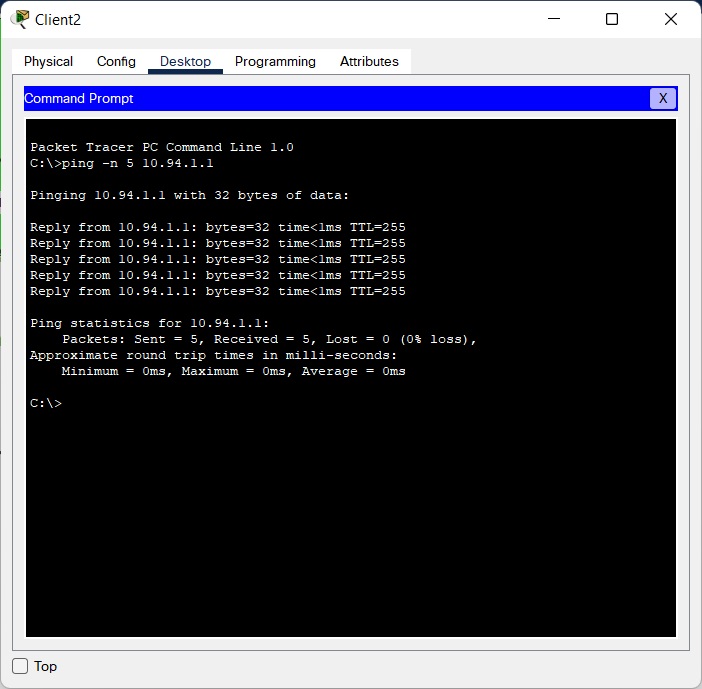 Client2
Physical Config Desktop Programming Attributes
Command Prompt X
Packet Tracer PC Command Line 1.0
C:\>ping -n 5 10.94.1.1
Pinging 10.94.1.1 with 32 bytes of data:
Reply from 10.94.1.1: bytes=32 time<1ms TTL=255
Reply from 10.94.1.1: bytes=32 time<1ms TTL=255
Reply from 10.94.1.1: bytes=32 time<1ms TTL=255
Reply from 10.94.1.1: bytes=32 time<1ms TTL=255
Reply from 10.94.1.1: bytes=32 time<1ms TTL=255
Ping statistics for 10.94.1.1:
Packets: Sent = 5, Received = 5, Lost = 0 (0% loss),
Approximate round trip times in milli-seconds:
Minimum = 0ms, Maximum = 0ms, Average = 0ms
C:\>
Top